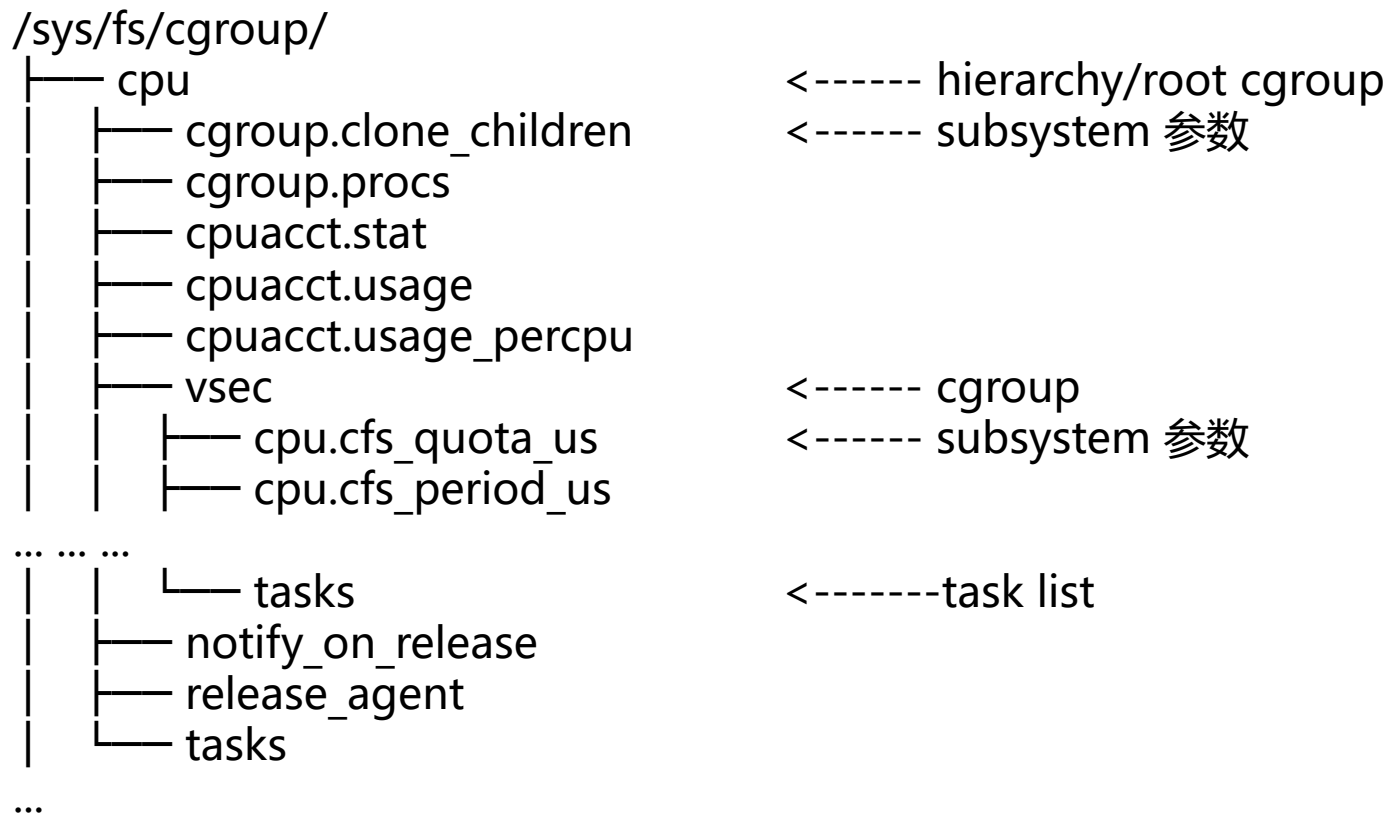 /sys/fs/cgroup/
├── cpu <------ hierarchy/root cgroup
│ ├── cgroup.clone_children <------ subsystem 参数
│ ├── cgroup.procs
│ ├── cpuacct.stat
│ ├── cpuacct.usage
│ ├── cpuacct.usage_percpu
│ ├── vsec <------ cgroup
│ │ ├── cpu.cfs_quota_us <------ subsystem 参数
│ │ ├── cpu.cfs_period_us
... ... ...
│ │ └── tasks <-------task list
│ ├── notify_on_release
│ ├── release_agent
│ └── tasks
...